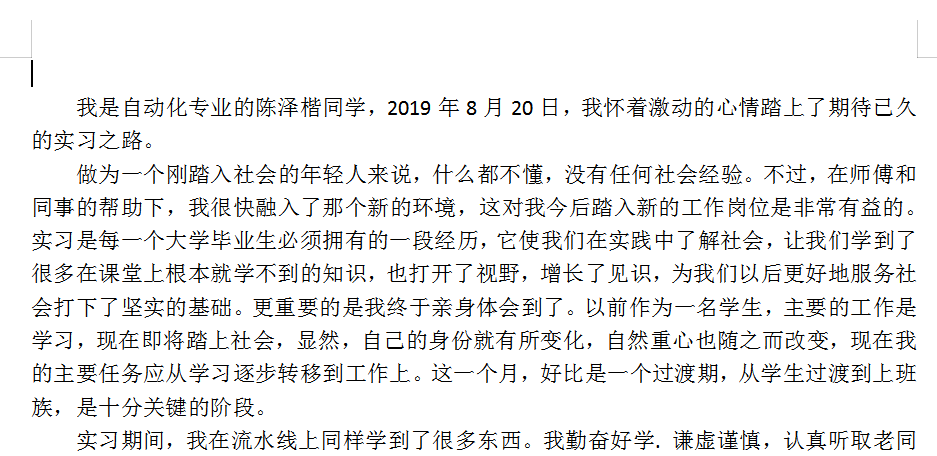 我是自动化专业的陈泽楷同学，2019 年 8 月 20 日，我怀着激动的心情踏上了期待已久
的实习之路。
做为一个刚踏入社会的年轻人来说，什么都不懂，没有任何社会经验。不过，在师傅和
同事的帮助下，我很快融入了那个新的环境，这对我今后踏入新的工作岗位是非常有益的。
实习是每一个大学毕业生必须拥有的一段经历，它使我们在实践中了解社会，让我们学到了
很多在课堂上根本就学不到的知识，也打开了视野，增长了见识，为我们以后更好地服务社
会打下了坚实的基础。更重要的是我终于亲身体会到了。以前作为一名学生，主要的工作是
学习，现在即将踏上社会，显然，自己的身份就有所变化，自然重心也随之而改变，现在我
的主要任务应从学习逐步转移到工作上。这一个月，好比是一个过渡期，从学生过渡到上班
族，是十分关键的阶段。
实习期间，我在流水线上同样学到了很多东西。我勤奋好学. 谦虚谨慎，认真听取老同